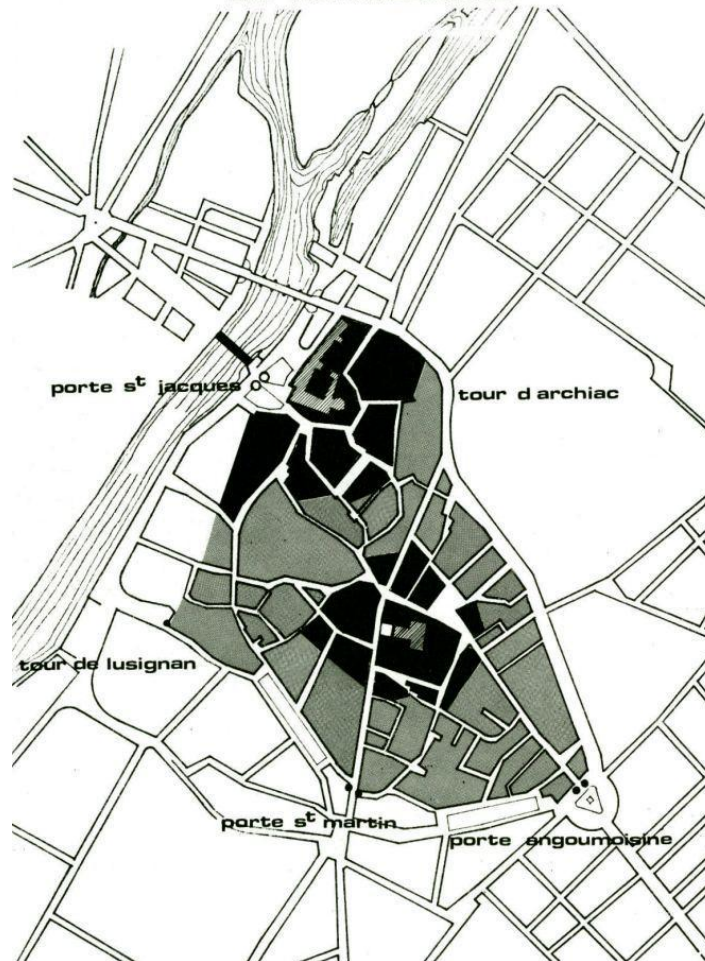 porte st jacques
tour d archiac
tour de lusignan
porte st martin
porte angoumoisine